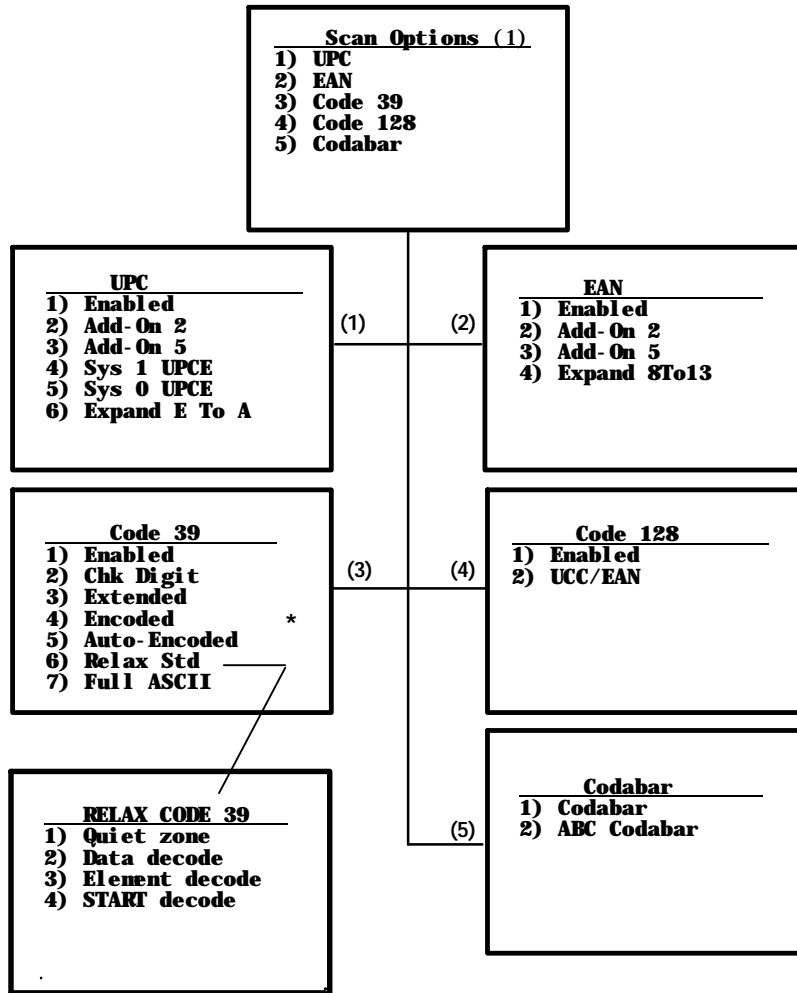 Scan Options (1)
1) UPC
2) EAN
3) Code 39
4) Code 128
5) Codabar
UPC
1) Enabled
2) Add-On 2
3) Add-On 5
4) Sys 1 UPCE
5) Sys 0 UPCE
6) Expand E To A
(1)
(2)
EAN
1) Enabled
2) Add-On 2
3) Add-On 5
4) Expand 8To13
Code 39
1) Enabled
2) Chk Digit
3) Extended
4) Encoded *
5) Auto-Encoded
6) Relax Std
7) Full ASCII
(3)
(4)
Code 128
1) Enabled
2) UCC/EAN
RELAX CODE 39
1) Quiet zone
2) Data decode
3) Element decode
4) START decode
(5)
Codabar
1) Codabar
2) ABC Codabar